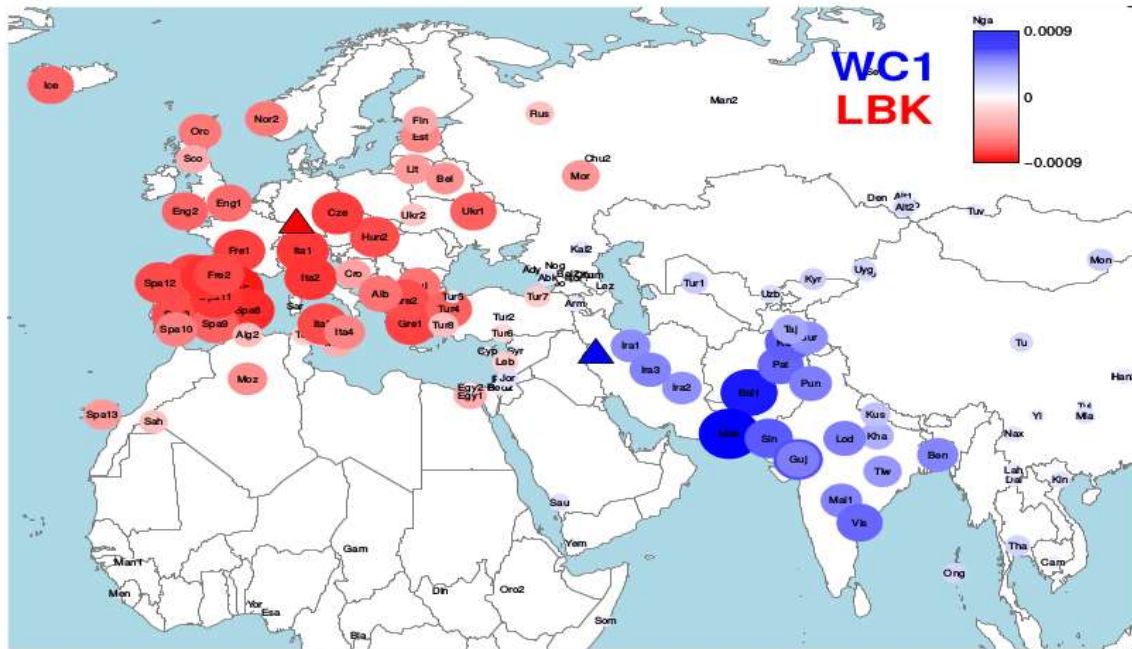 Nga
0.0009
0
-0.0009
WC1
LBK
Man2
Ice
Rus
Nor2
Fin
Est
Oro
Sco
Chu2
Mor
Lit
Bel
Eng1
Eng2
Cze
Ukr2
Ukr1
Hun2
Den
Alt1
Alt2
Tuv
Fre1
Ita1
Cro
Kal2
Mon
Fre2
Ita2
Nog
Ady
Abk
Lez
Uyg
Kyr
Spa12
Tur1
Uzb
Alb
Tur5
Tur7
Arm
Sar
Tur4
Tur2
Spa10
Spa9
Spa8
Alg2
Ita4
Gre1
Tur8
Tur6
Taj
Tu
Cyp
Syr
Leb
Ira1
Ira3
Ira2
Pat
Pun
Moz
Jor
Egy2
Egy1
Spa13
Sah
Kus
Kha
Yi
Mia
Nax
Sin
Lod
Guj
Ben
Tiw
Lah
Dai
Kin
Sau
Mal1
Vis
Yem
Tha
Cam
Ong
Gam
Man1
Men
Yor
Esa
Din
Oro2
Som
Bla